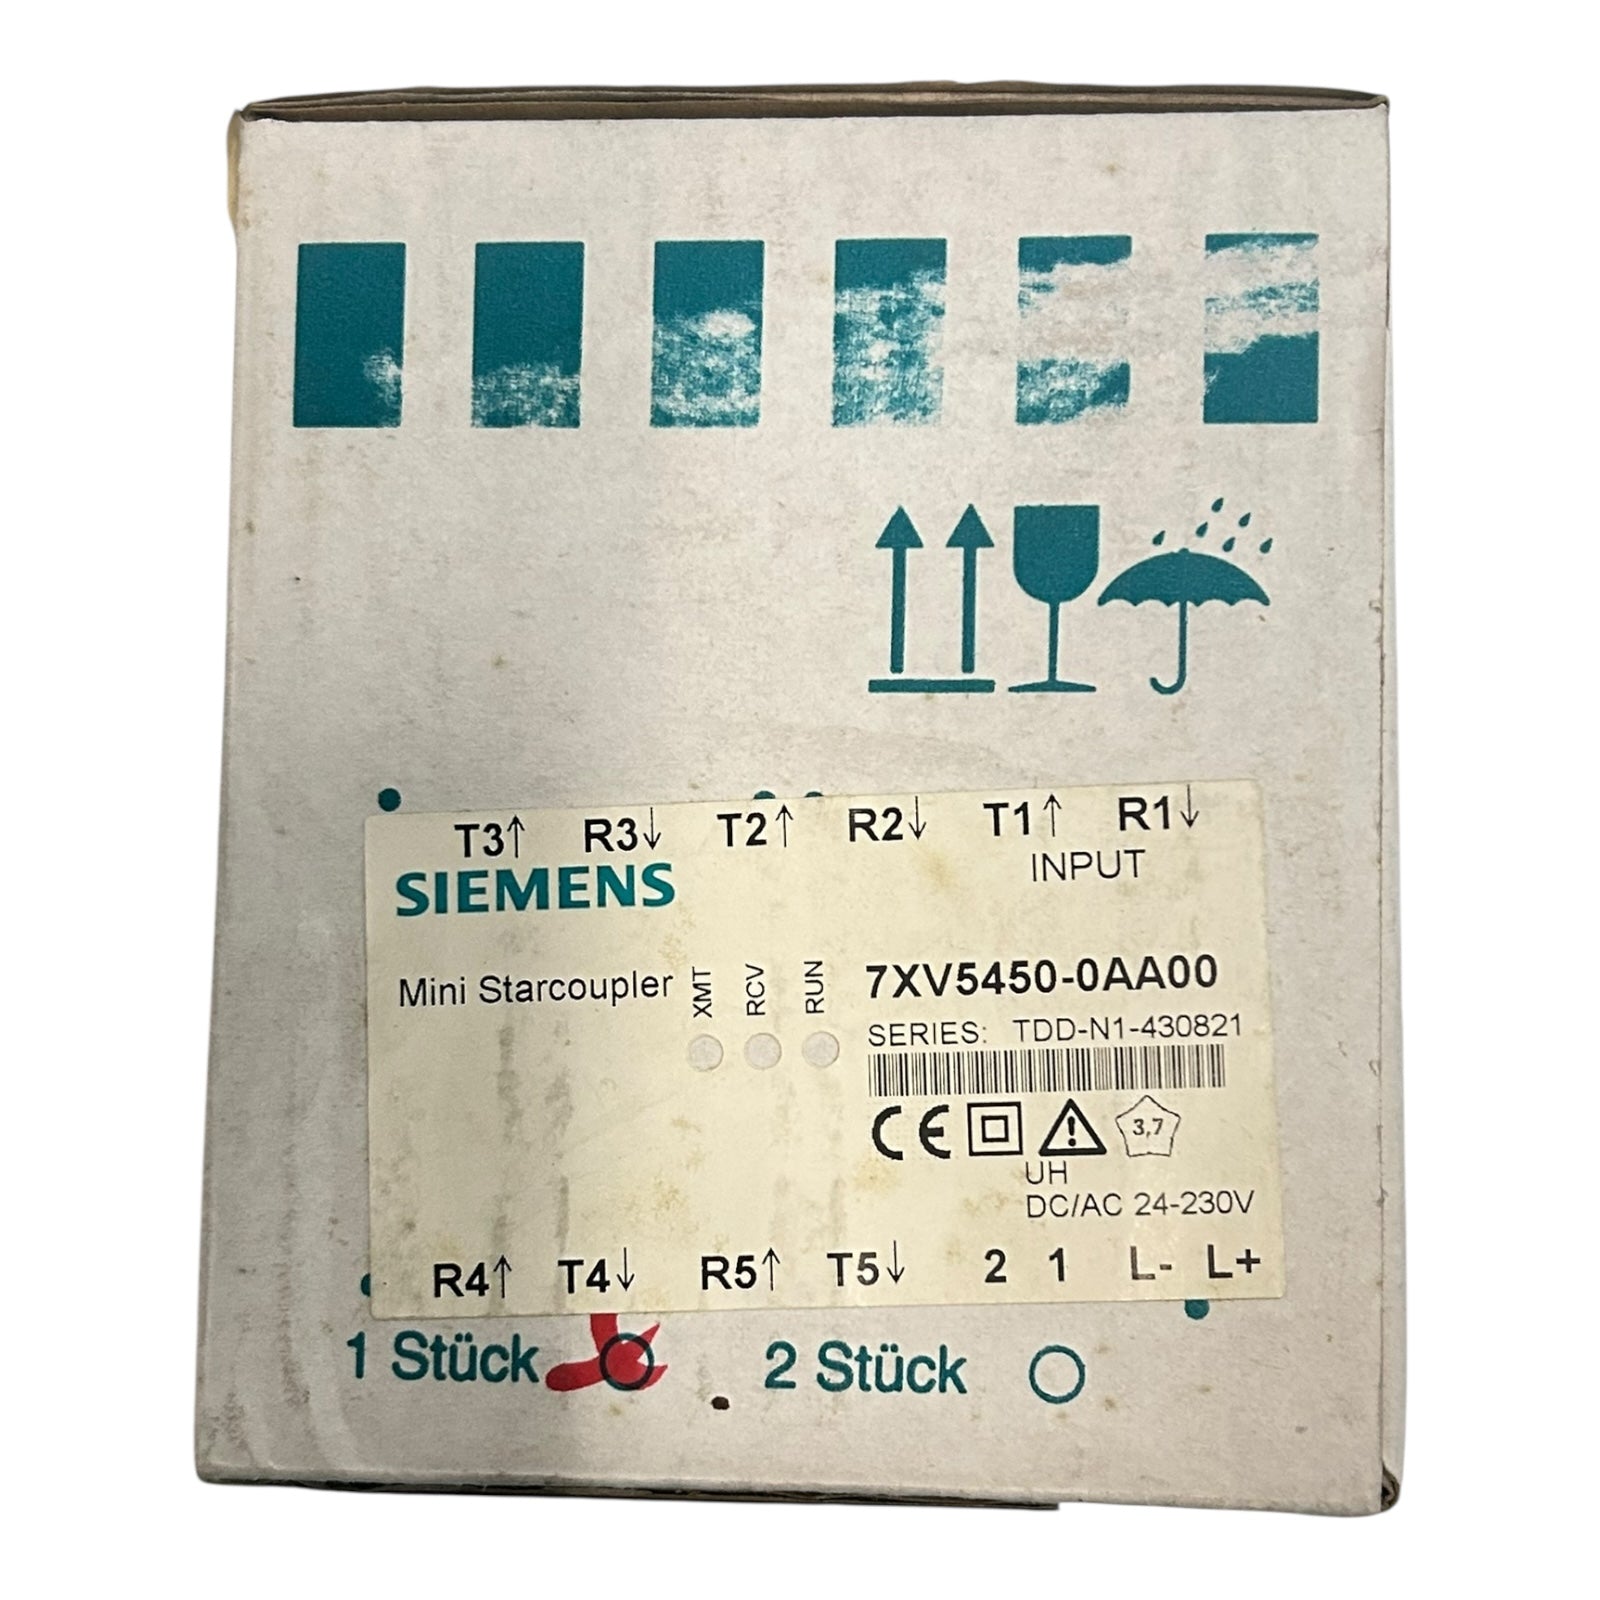 T3↑ R3↓ T2↑ R2↓ T1↑ R1↓
INPUT
SIEMENS
Mini Starcoupler XMT RCV RUN 7XV5450-0AA00
SERIES: TDD-N1-430821
CE 3,7
UH
DC/AC 24-230V
R4↑ T4↓ R5↑ T5↓ 2 1 L- L+
1 Stück 2 Stück